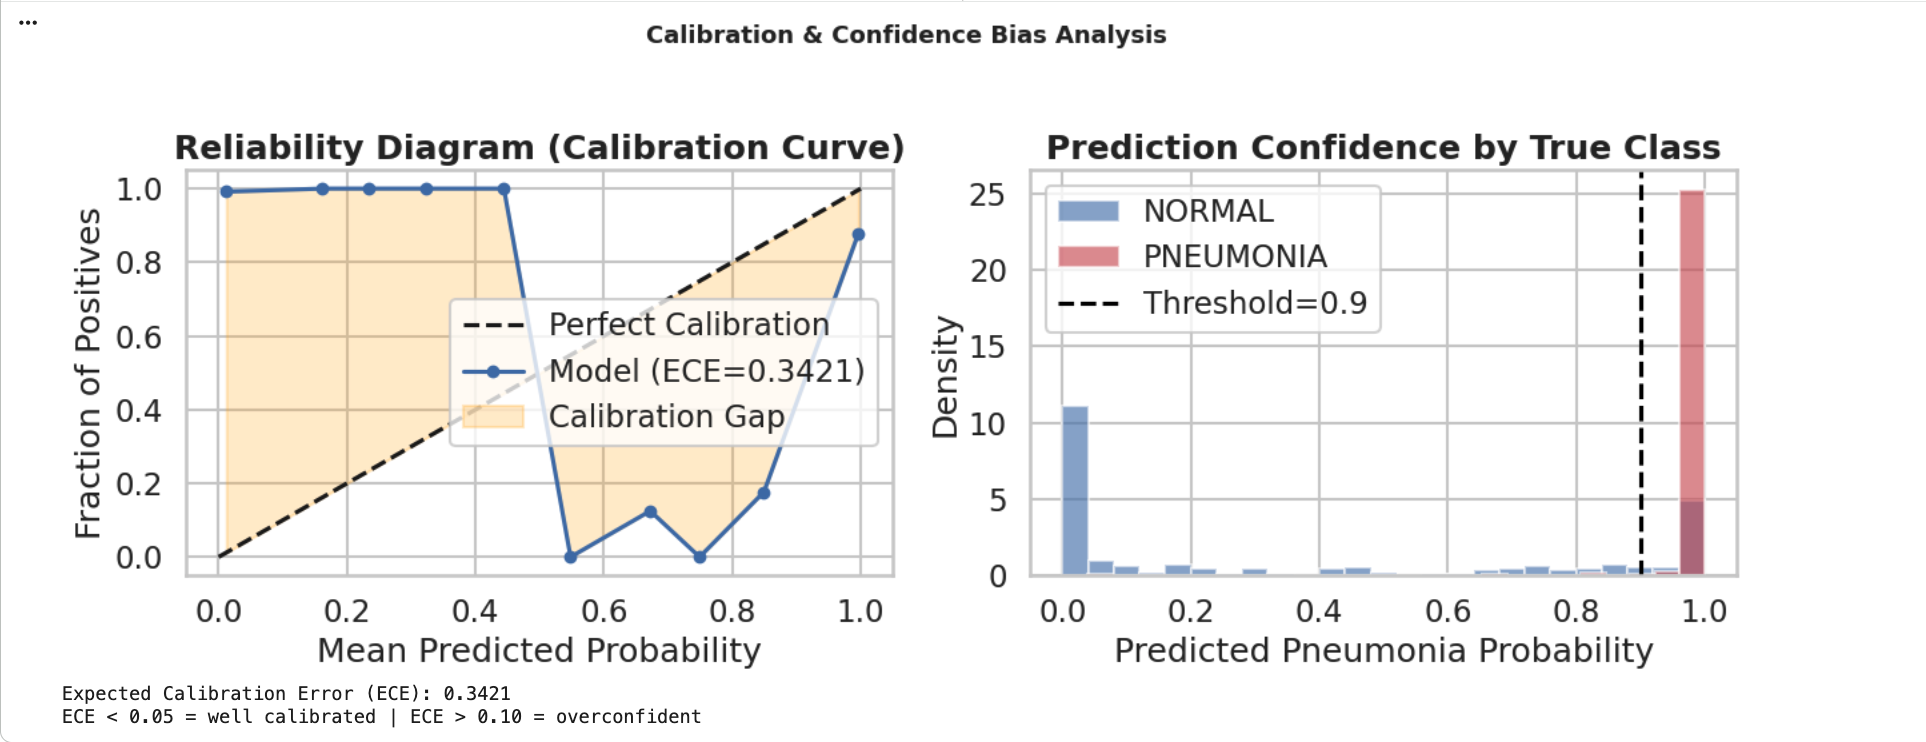 ...
Calibration & Confidence Bias Analysis
Reliability Diagram (Calibration Curve)
Fraction of Positives
1.0
0.8
0.6
0.4
0.2
0.0
Perfect Calibration
Model (ECE=0.3421)
Calibration Gap
0.0 0.2 0.4 0.6 0.8 1.0
Mean Predicted Probability
Prediction Confidence by True Class
Density
25
20
15
10
5
0
NORMAL
PNEUMONIA
Threshold=0.9
0.0 0.2 0.4 0.6 0.8 1.0
Predicted Pneumonia Probability
Expected Calibration Error (ECE): 0.3421
ECE < 0.05 = well calibrated | ECE > 0.10 = overconfident